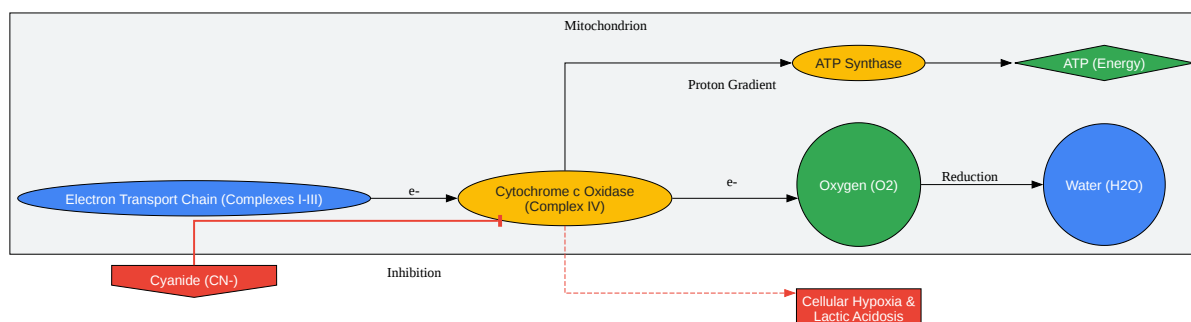 Mitochondrion
ATP Synthase
ATP (Energy)
Proton Gradient
Electron Transport Chain (Complexes I-III)
e-
Cytochrome c Oxidase
(Complex IV)
e-
Oxygen (O2)
Reduction
Water (H2O)
Cyanide (CN-)
Inhibition
Cellular Hypoxia &
Lactic Acidosis